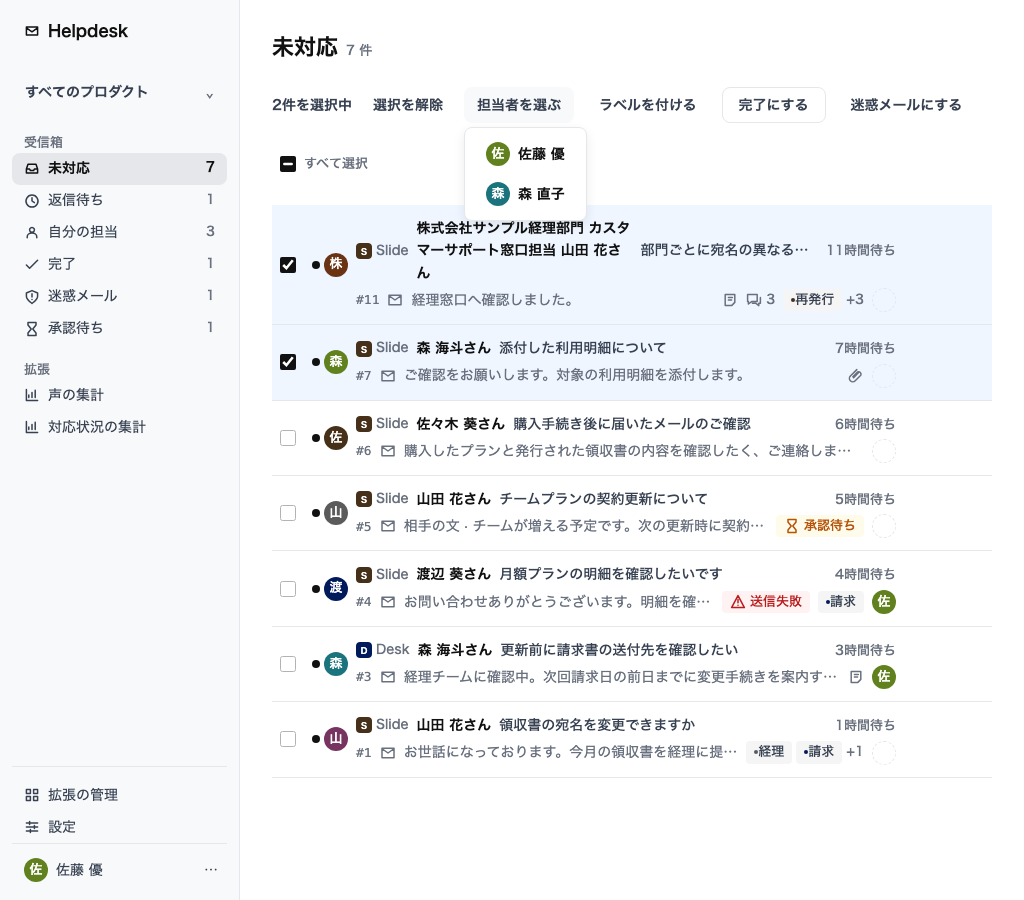 Helpdesk
すべてのプロダクト
受信箱
未対応 7
返信待ち 1
自分の担当 3
完了 1
迷惑メール 1
承認待ち 1
拡張
声の集計
対応状況の集計
拡張の管理
設定
佐 佐藤 優 ···
未対応 7 件
2件を選択中 選択を解除 担当者を選ぶ ラベルを付ける 完了にする 迷惑メールにする
佐 佐藤 優
森 森 直子
すべて選択
株 S Slide 株式会社サンプル経理部門 カスタ
マーサポート窓口担当 山田 花さ
ん
部門ごとに宛名の異なる… 11時間待ち
#11 経理窓口へ確認しました。 3 •再発行 +3
森 S Slide 森 海斗さん 添付した利用明細について 7時間待ち
#7 ご確認をお願いします。対象の利用明細を添付します。
佐 S Slide 佐々木 葵さん 購入手続き後に届いたメールのご確認 6時間待ち
#6 購入したプランと発行された領収書の内容を確認したく、ご連絡しま…
山 S Slide 山田 花さん チームプランの契約更新について 5時間待ち
#5 相手の文 · チームが増える予定です。次の更新時に契約… 承認待ち
渡 S Slide 渡辺 葵さん 月額プランの明細を確認したいです 4時間待ち
#4 お問い合わせありがとうございます。明細を確… 送信失敗 •請求 佐
森 D Desk 森 海斗さん 更新前に請求書の送付先を確認したい 3時間待ち
#3 経理チームに確認中。次回請求日の前日までに変更手続きを案内す… 佐
山 S Slide 山田 花さん 領収書の宛名を変更できますか 1時間待ち
#1 お世話になっております。今月の領収書を経理に提… •経理 •請求 +1